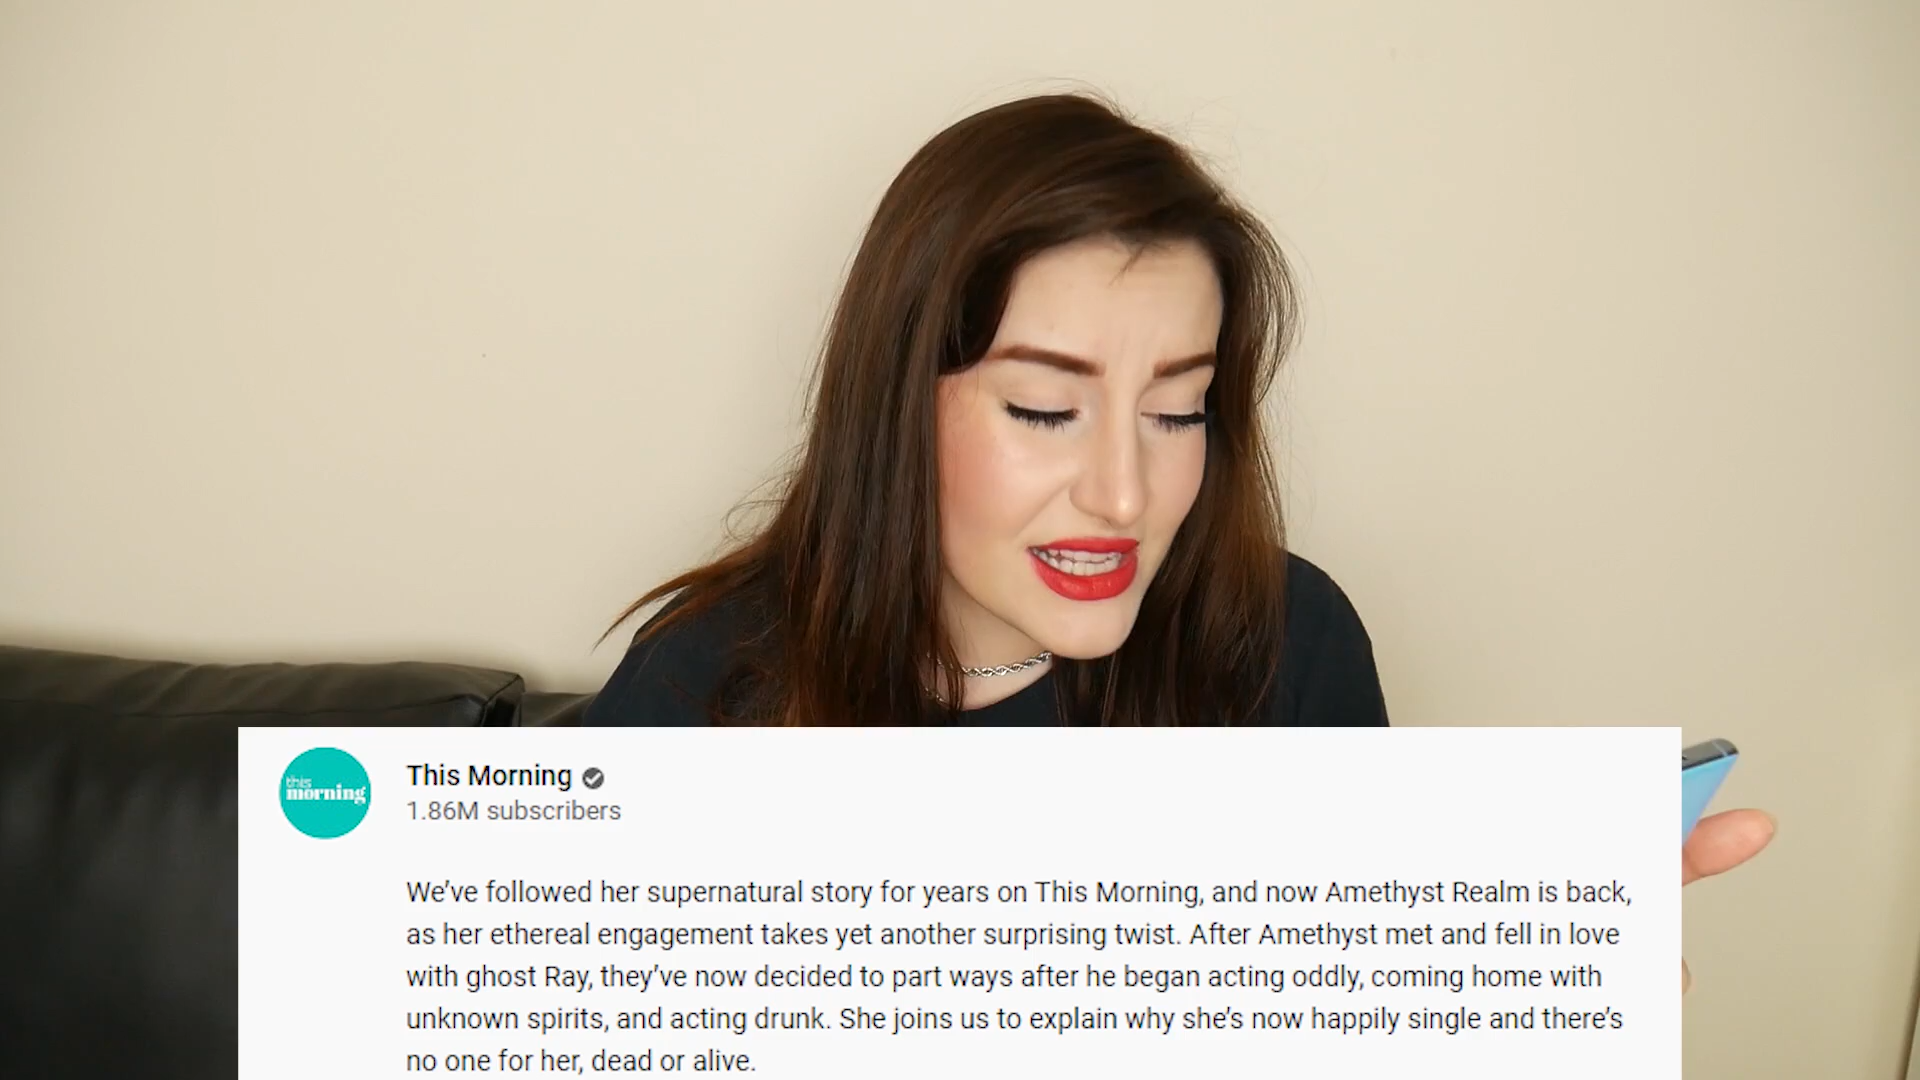 this
morning
This Morning
1.86M subscribers
We’ve followed her supernatural story for years on This Morning, and now Amethyst Realm is back,
as her ethereal engagement takes yet another surprising twist. After Amethyst met and fell in love
with ghost Ray, they’ve now decided to part ways after he began acting oddly, coming home with
unknown spirits, and acting drunk. She joins us to explain why she’s now happily single and there’s
no one for her, dead or alive.